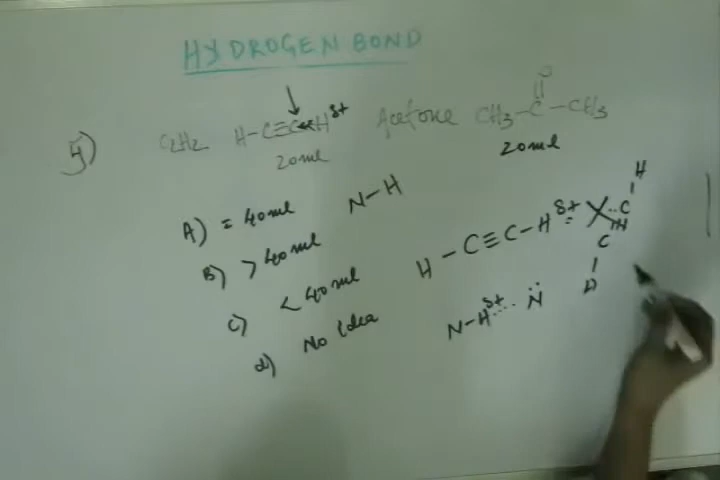 HYDROGEN BOND
4) C2H2 H-C≡C-H δ+ Acetone CH3-C-CH3
O
20ml 20ml
A) = 40ml N-H
B) > 40ml
C) < 40ml
d) No idea
H-C≡C-H δ+
H
C
C
N-H δ+ .... N̈